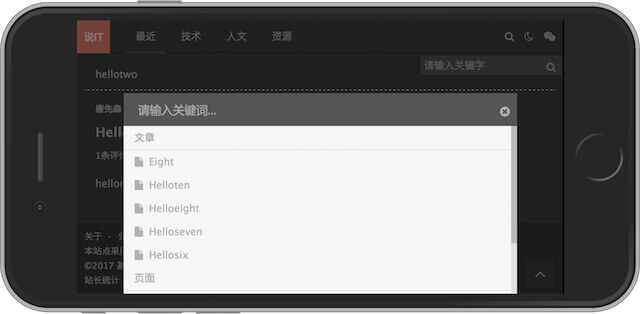 说IT 最近 技术 人文 资源
请输入关键字
hellotwo
请输入关键词...
唐先森
文章
Hello
1条评
Eight
Helloten
Helloeight
Helloseven
Hellosix
页面
关于 -
本站点采用
©2017
站长统计